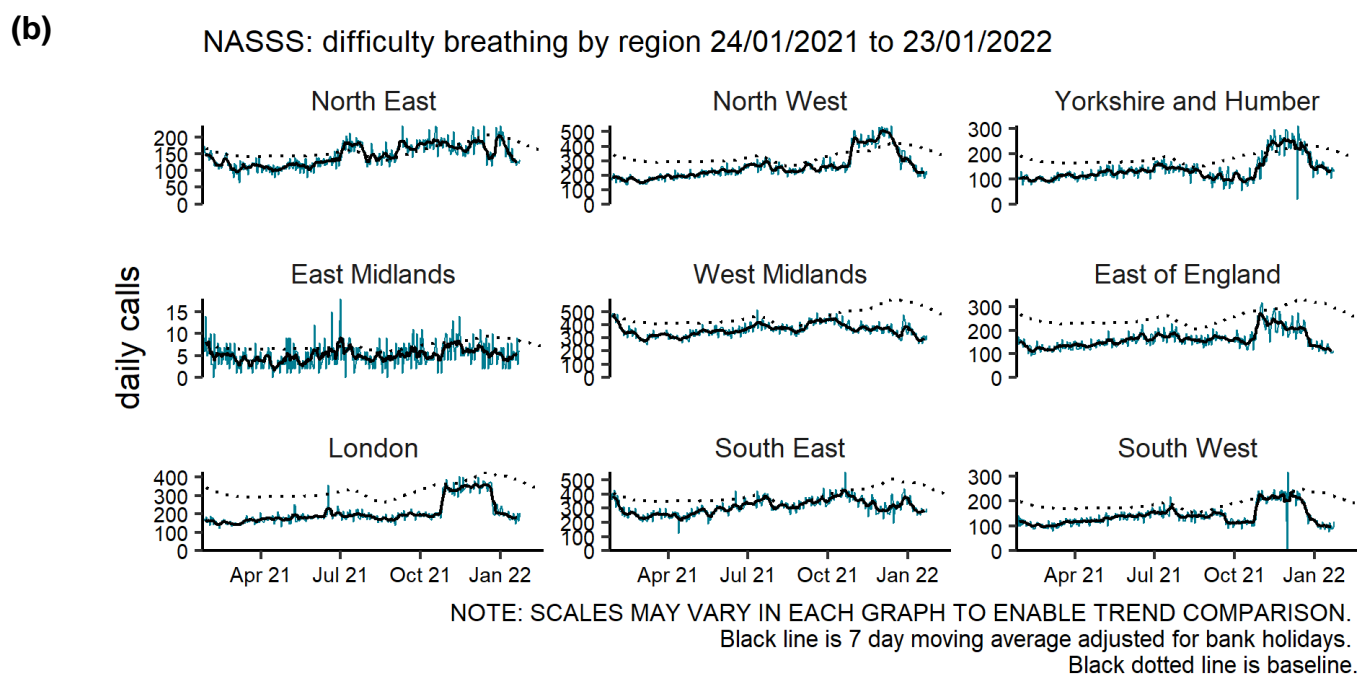 (b)
NASSS: difficulty breathing by region 24/01/2021 to 23/01/2022
North East
North West
Yorkshire and Humber
200
150
100
50
0
500
400
300
200
100
0
300
200
100
0
East Midlands
West Midlands
East of England
daily calls
15
10
5
0
500
400
300
200
100
0
300
200
100
0
London
South East
South West
400
300
200
100
0
500
400
300
200
100
0
300
200
100
0
Apr 21 Jul 21 Oct 21 Jan 22
Apr 21 Jul 21 Oct 21 Jan 22
Apr 21 Jul 21 Oct 21 Jan 22
NOTE: SCALES MAY VARY IN EACH GRAPH TO ENABLE TREND COMPARISON.
Black line is 7 day moving average adjusted for bank holidays.
Black dotted line is baseline.